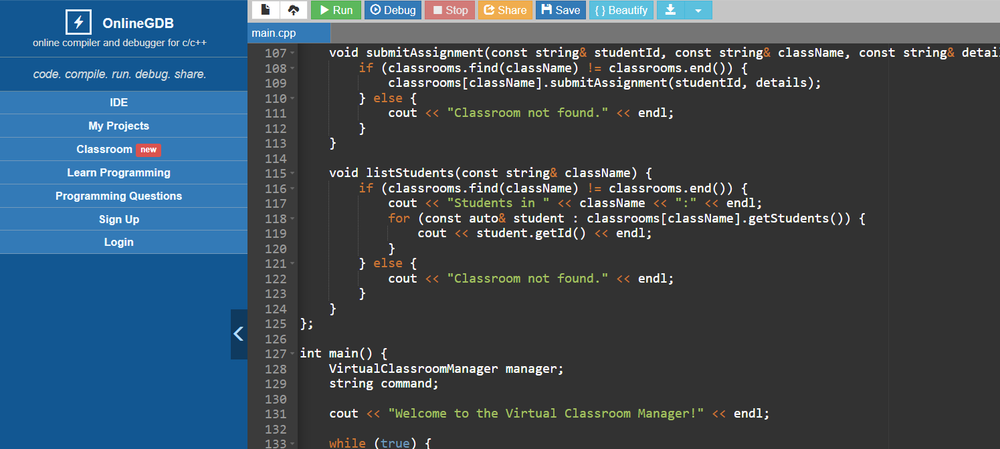 OnlineGDB
online compiler and debugger for c/c++
code. compile. run. debug. share.
IDE
My Projects
Classroom new
Learn Programming
Programming Questions
Sign Up
Login
Run Debug Stop Share Save { } Beautify
main.cpp
107 void submitAssignment(const string& studentId, const string& className, const string& detai
108 if (classrooms.find(className) != classrooms.end()) {
109 classrooms[className].submitAssignment(studentId, details);
110 } else {
111 cout << "Classroom not found." << endl;
112 }
113 }
114
115 void listStudents(const string& className) {
116 if (classrooms.find(className) != classrooms.end()) {
117 cout << "Students in " << className << ":" << endl;
118 for (const auto& student : classrooms[className].getStudents()) {
119 cout << student.getId() << endl;
120 }
121 } else {
122 cout << "Classroom not found." << endl;
123 }
124 }
125 };
126
127 int main() {
128 VirtualClassroomManager manager;
129 string command;
130
131 cout << "Welcome to the Virtual Classroom Manager!" << endl;
132
133 while (true) {